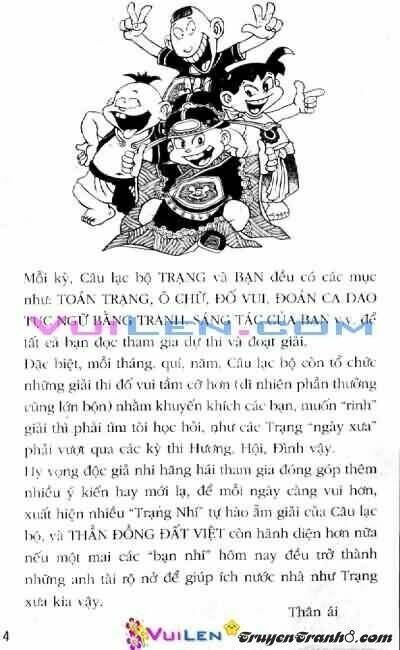 Mỗi kỳ, Câu lạc bộ TRẠNG và BẠN đều có các mục
như: TOÁN TRẠNG, Ô CHỮ, ĐỐ VUI, ĐOÁN CA DAO
TỤC NGỮ BẰNG TRANH, SÁNG TÁC CỦA BẠN v.v. để
tất cả bạn đọc tham gia dự thi và đoạt giải.
VUILEN.COM
Đặc biệt, mỗi tháng, quí, năm, Câu lạc bộ còn tổ chức
những giải thi đố vui tầm cỡ hơn (dĩ nhiên phần thưởng
cũng lớn bộn) nhằm khuyến khích các bạn, muốn "rinh"
giải thì phải tìm tòi học hỏi, như các Trạng "ngày xưa"
phải vượt qua các kỳ thi Hương, Hội, Đình vậy.
Hy vọng độc giả nhí hăng hái tham gia đóng góp thêm
nhiều ý kiến hay mới lạ, để mỗi ngày càng vui hơn,
xuất hiện nhiều "Trạng Nhí" tự hào ẵm giải của Câu lạc
bộ, và THẦN ĐỒNG ĐẤT VIỆT còn hãnh diện hơn nữa
nếu một mai các "bạn nhí" hôm nay đều trở thành
những anh tài rộ nở để giúp ích nước nhà như Trạng
xưa kia vậy.
Thân ái
4
VUILEN
TruyenTranh8.com